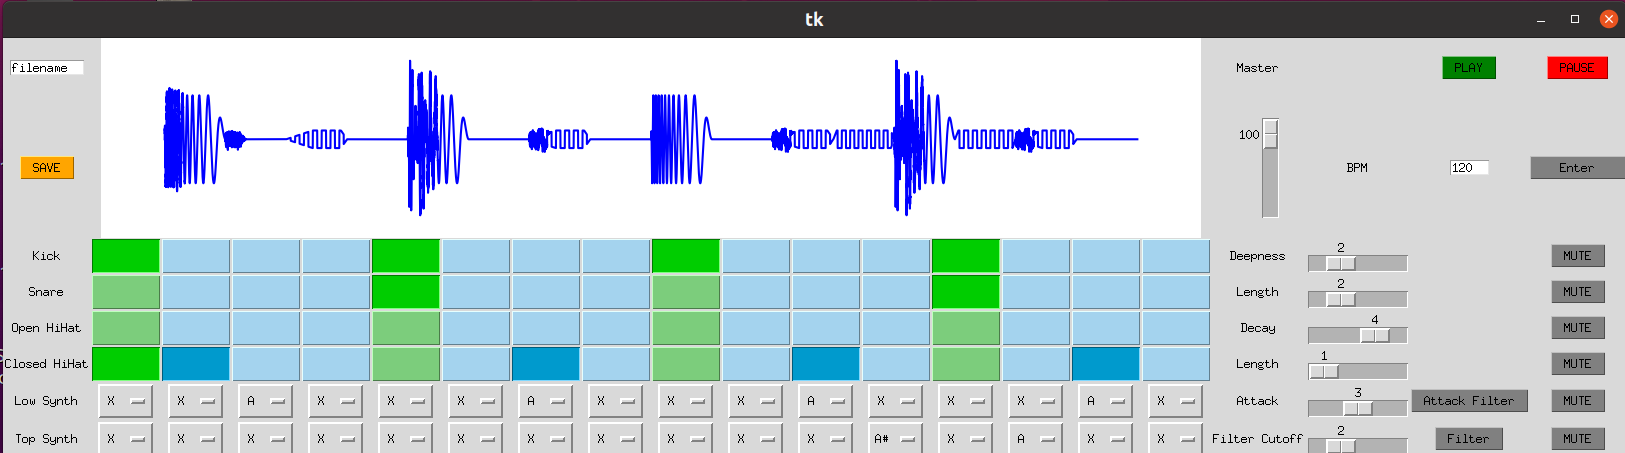 tk
filename
Master
PLAY
PAUSE
100
SAVE
BPM
120
Enter
Kick
Deepness
2
MUTE
Snare
Length
2
MUTE
Open HiHat
Decay
4
MUTE
Closed HiHat
Length
1
MUTE
Low Synth X X A X X X A X X X A X X X A X
Attack
3
Attack Filter
MUTE
Top Synth X X X X X X X X X X X A# X A X X
Filter Cutoff
2
Filter
MUTE